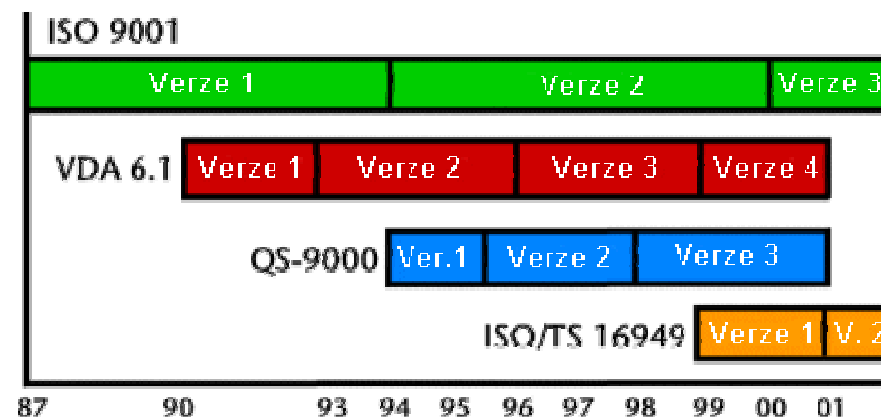 ISO 9001
Verze 1 Verze 2 Verze 3
VDA 6.1 Verze 1 Verze 2 Verze 3 Verze 4
QS-9000 Ver.1 Verze 2 Verze 3
ISO/TS 16949 Verze 1 V. 2
87 90 93 94 95 96 97 98 99 00 01